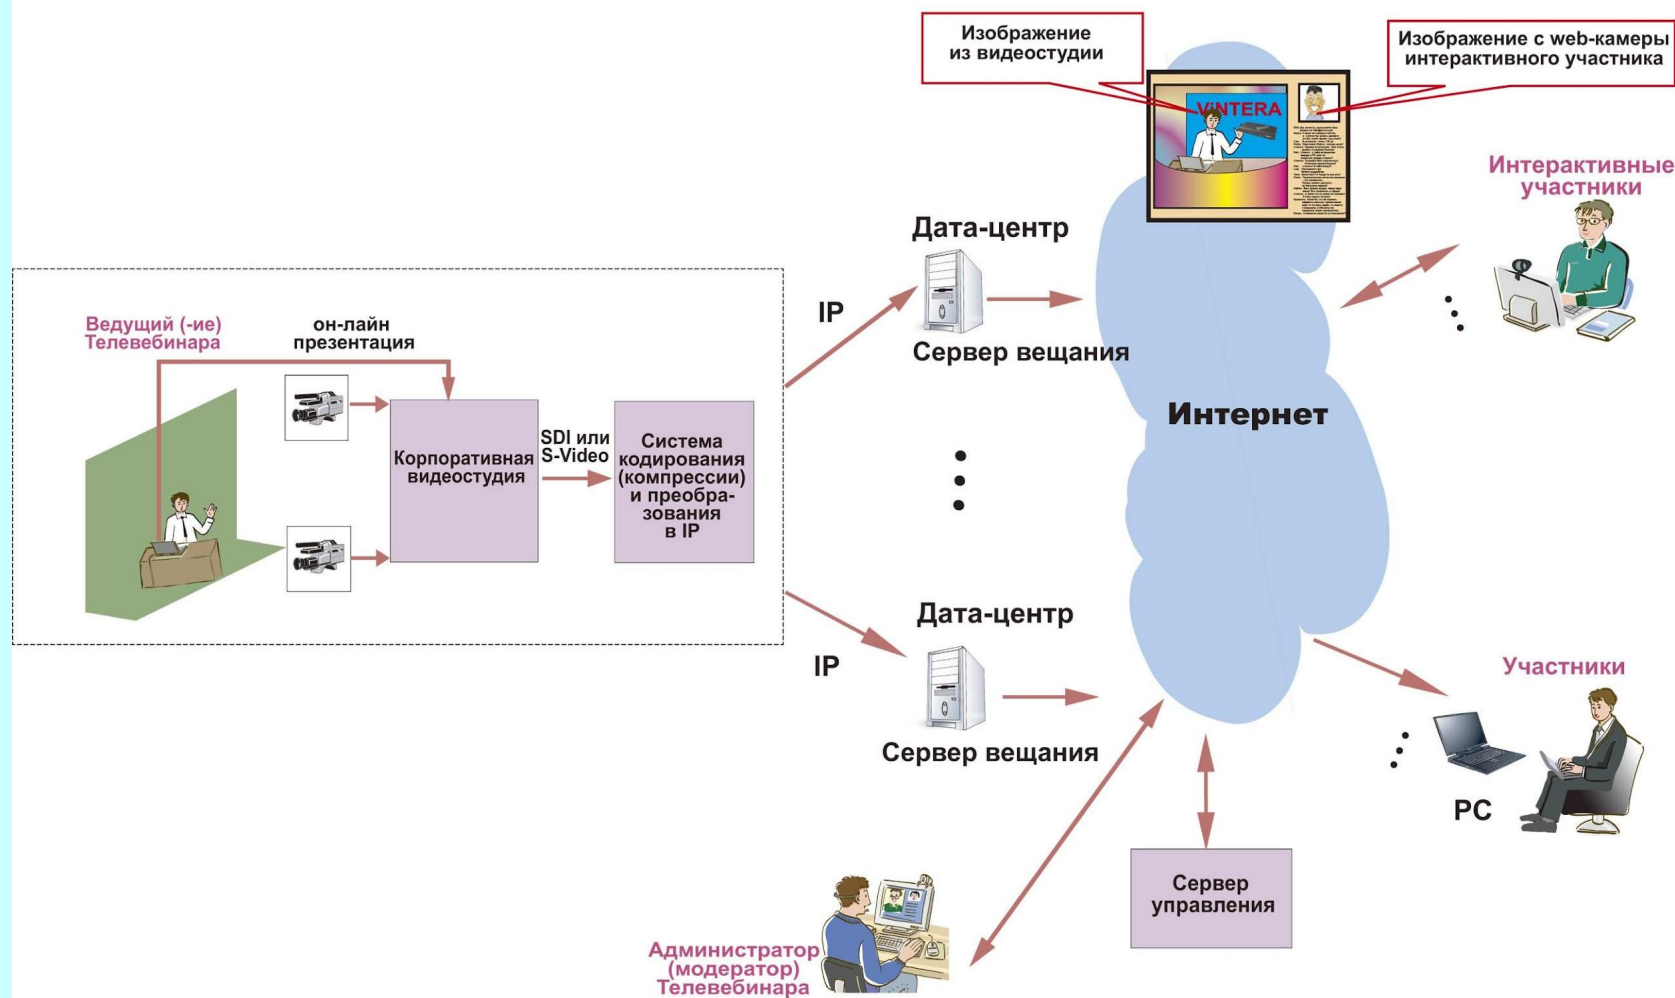 Изображение
из видеостудии
Изображение с web-камеры
интерактивного участника
ViNTERA
Интерактивные
участники
Дата-центр
IP
Сервер вещания
Ведущий (-ие)
Телевебинара
он-лайн
презентация
Корпоративная
видеостудия
SDI или
S-Video
Система
кодирования
(компрессии)
и преобра-
зования
в IP
Интернет
Дата-центр
IP
Сервер вещания
Участники
PC
Сервер
управления
Администратор
(модератор)
Телевебинара